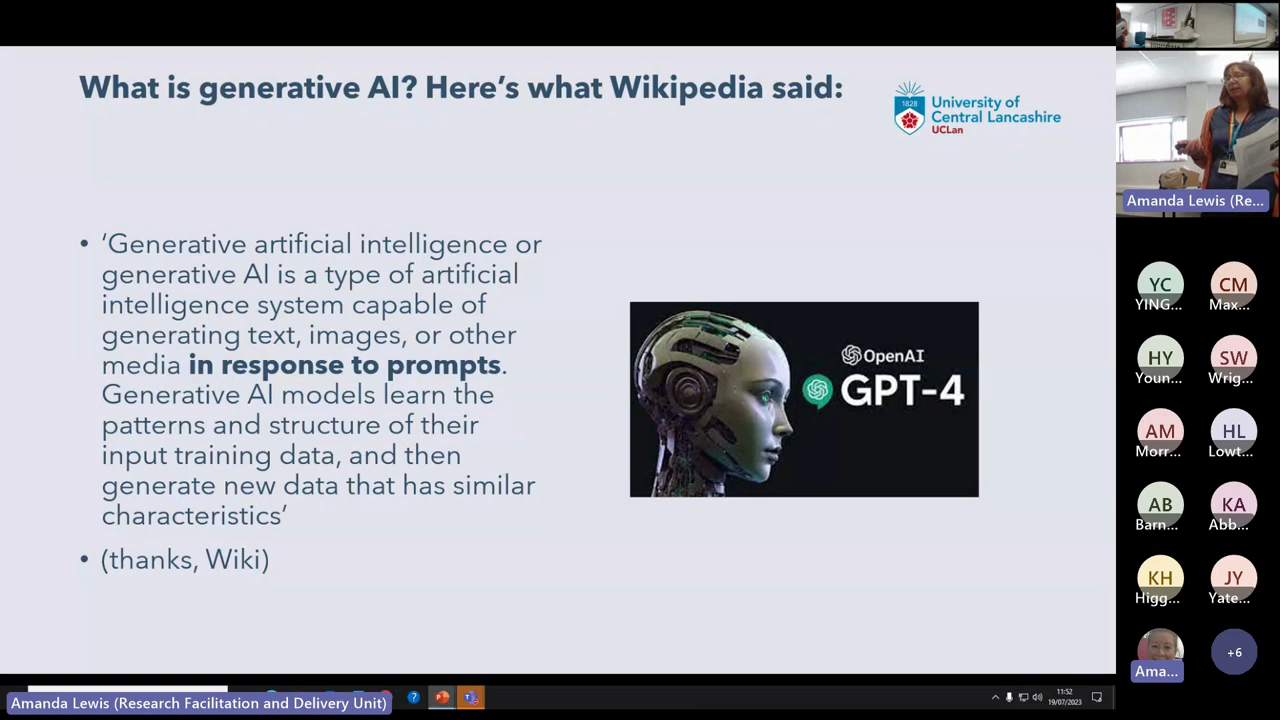 What is generative AI? Here's what Wikipedia said:
1828
University of
Central Lancashire
UCLan
• 'Generative artificial intelligence or
generative AI is a type of artificial
intelligence system capable of
generating text, images, or other
media in response to prompts.
Generative AI models learn the
patterns and structure of their
input training data, and then
generate new data that has similar
characteristics'
• (thanks, Wiki)
OpenAI
GPT-4
Amanda Lewis (Re...
YC
CM
YING...
Max...
HY
SW
Youn...
Wrig...
AM
HL
Morr...
Lowt...
AB
KA
Barn...
Abb...
KH
JY
Higg...
Yate...
Ama...
+6
Amanda Lewis (Research Facilitation and Delivery Unit)
11:52
19/07/2023